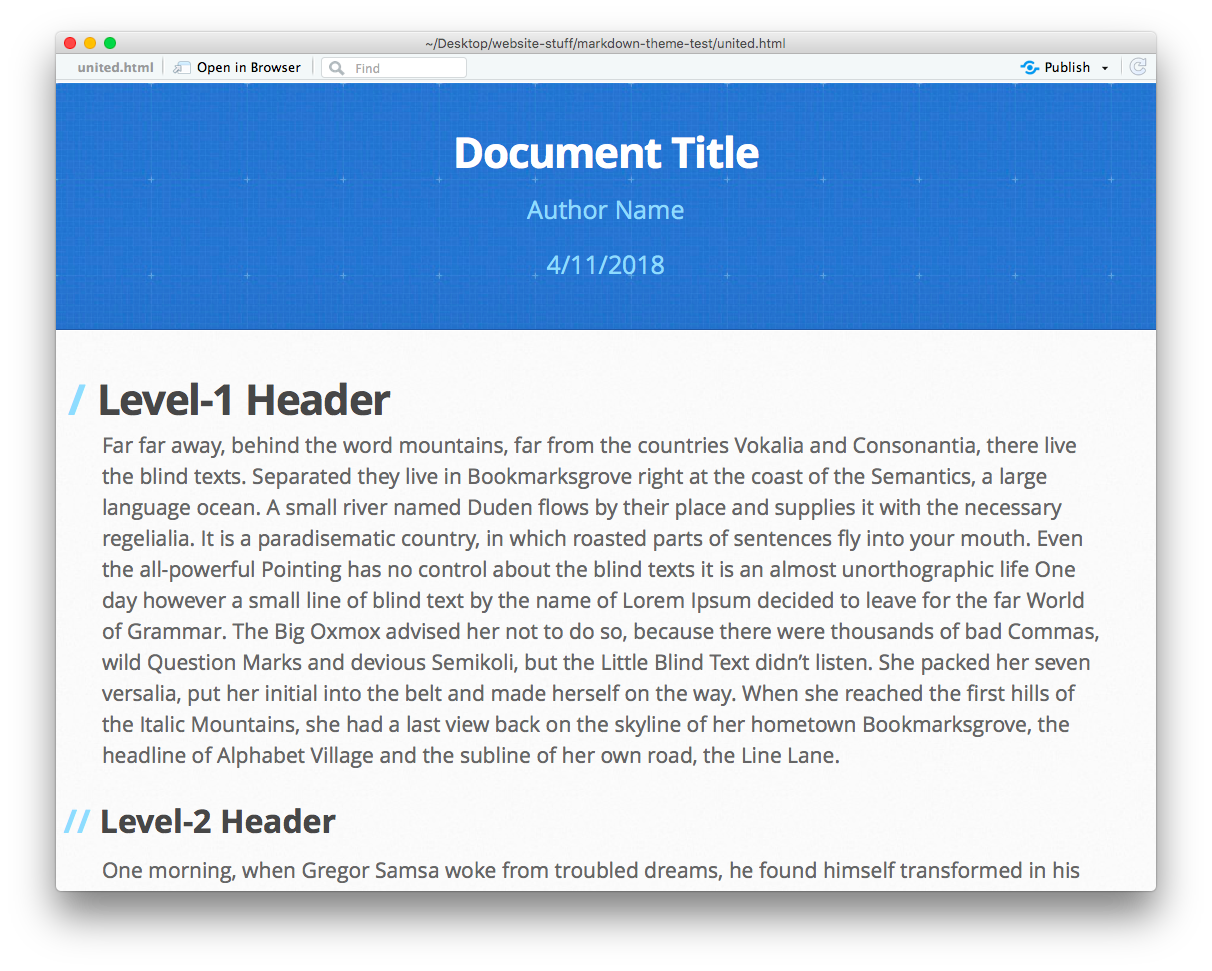 ~/Desktop/website-stuff/markdown-theme-test/united.html
united.html Open in Browser Find Publish
Document Title
Author Name
4/11/2018
/ Level-1 Header
Far far away, behind the word mountains, far from the countries Vokalia and Consonantia, there live
the blind texts. Separated they live in Bookmarksgrove right at the coast of the Semantics, a large
language ocean. A small river named Duden flows by their place and supplies it with the necessary
regelialia. It is a paradisematic country, in which roasted parts of sentences fly into your mouth. Even
the all-powerful Pointing has no control about the blind texts it is an almost unorthographic life One
day however a small line of blind text by the name of Lorem Ipsum decided to leave for the far World
of Grammar. The Big Oxmox advised her not to do so, because there were thousands of bad Commas,
wild Question Marks and devious Semikoli, but the Little Blind Text didn’t listen. She packed her seven
versalia, put her initial into the belt and made herself on the way. When she reached the first hills of
the Italic Mountains, she had a last view back on the skyline of her hometown Bookmarksgrove, the
headline of Alphabet Village and the subline of her own road, the Line Lane.
// Level-2 Header
One morning, when Gregor Samsa woke from troubled dreams, he found himself transformed in his